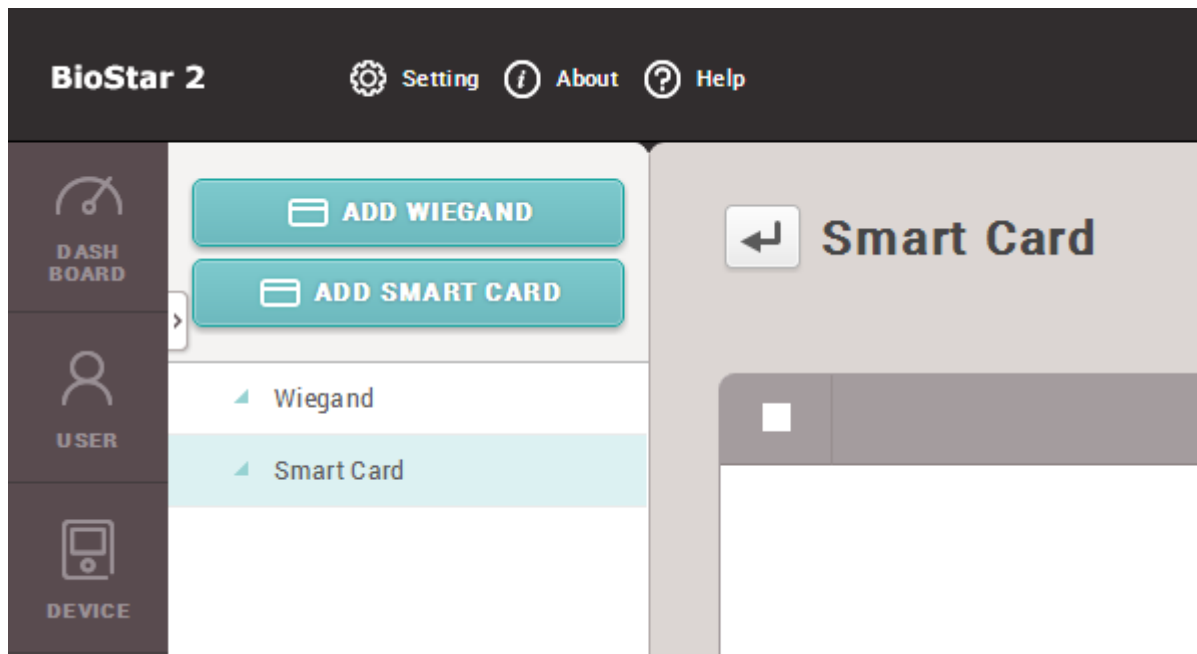 BioStar 2 Setting About Help
DASH
BOARD
USER
DEVICE
ADD WIEGAND
ADD SMART CARD
Wiegand
Smart Card
Smart Card